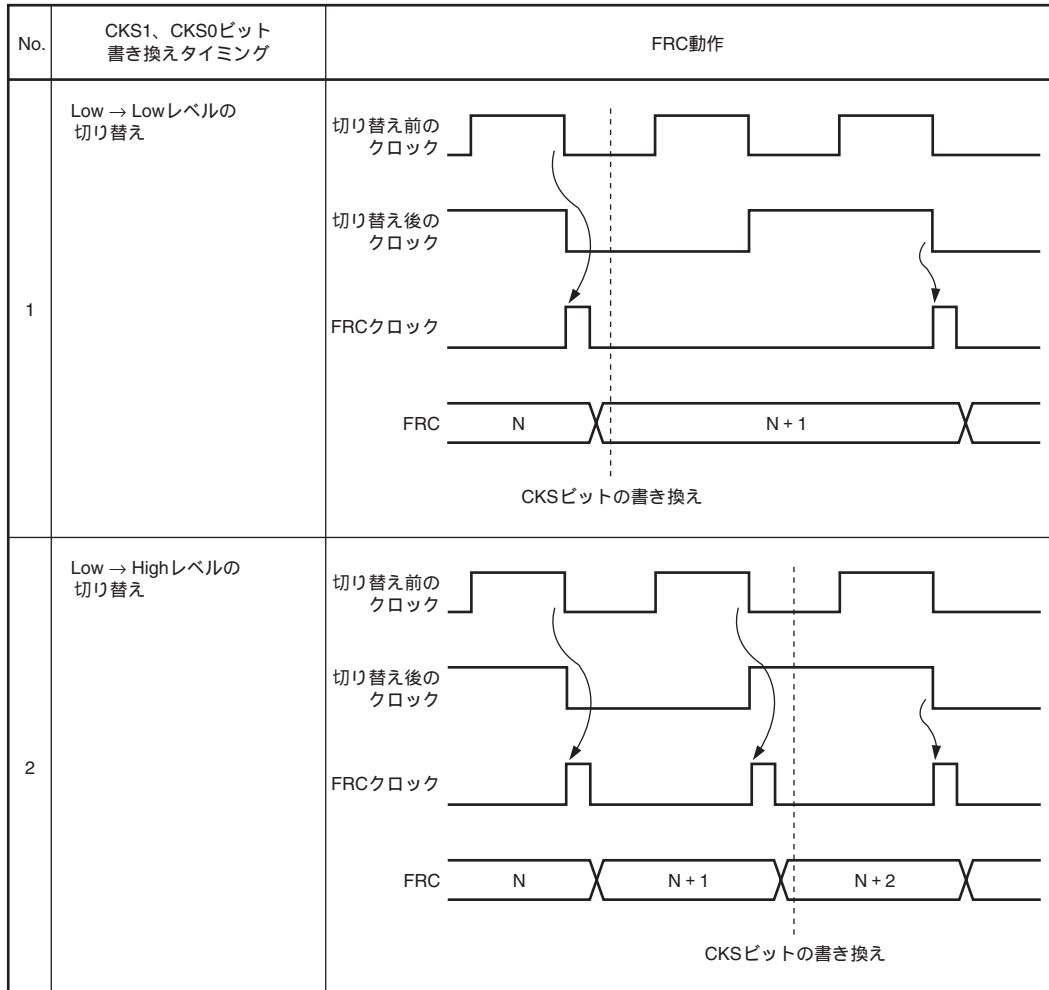 No.
CKS1、CKS0ビット
書き換えタイミング
FRC動作
1
Low → Lowレベルの
切り替え
切り替え前の
クロック
切り替え後の
クロック
FRCクロック
FRC
N
N + 1
CKSビットの書き換え
2
Low → Highレベルの
切り替え
切り替え前の
クロック
切り替え後の
クロック
FRCクロック
FRC
N
N + 1
N + 2
CKSビットの書き換え